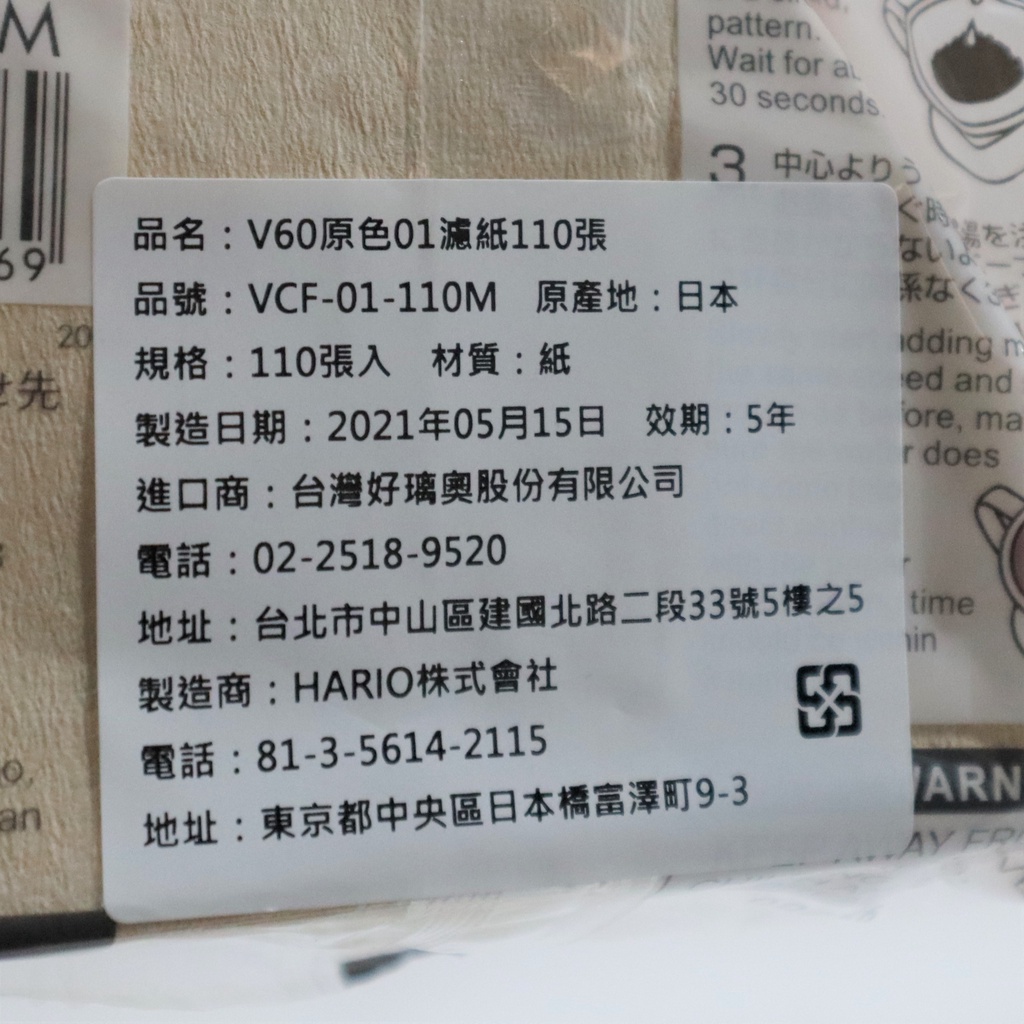 M
69
pattern.
Wait for
30 seconds
3 中心よりう
品名：V60原色01濾紙110張
品號：VCF-01-110M 原產地：日本
規格：110張入 材質：紙
製造日期：2021年05月15日 效期：5年
進口商：台灣好璃奧股份有限公司
電話：02-2518-9520
地址：台北市中山區建國北路二段33號5樓之5
製造商：HARIO株式會社
電話：81-3-5614-2115
地址：東京都中央區日本橋富澤町9-3
adding
and
does
time